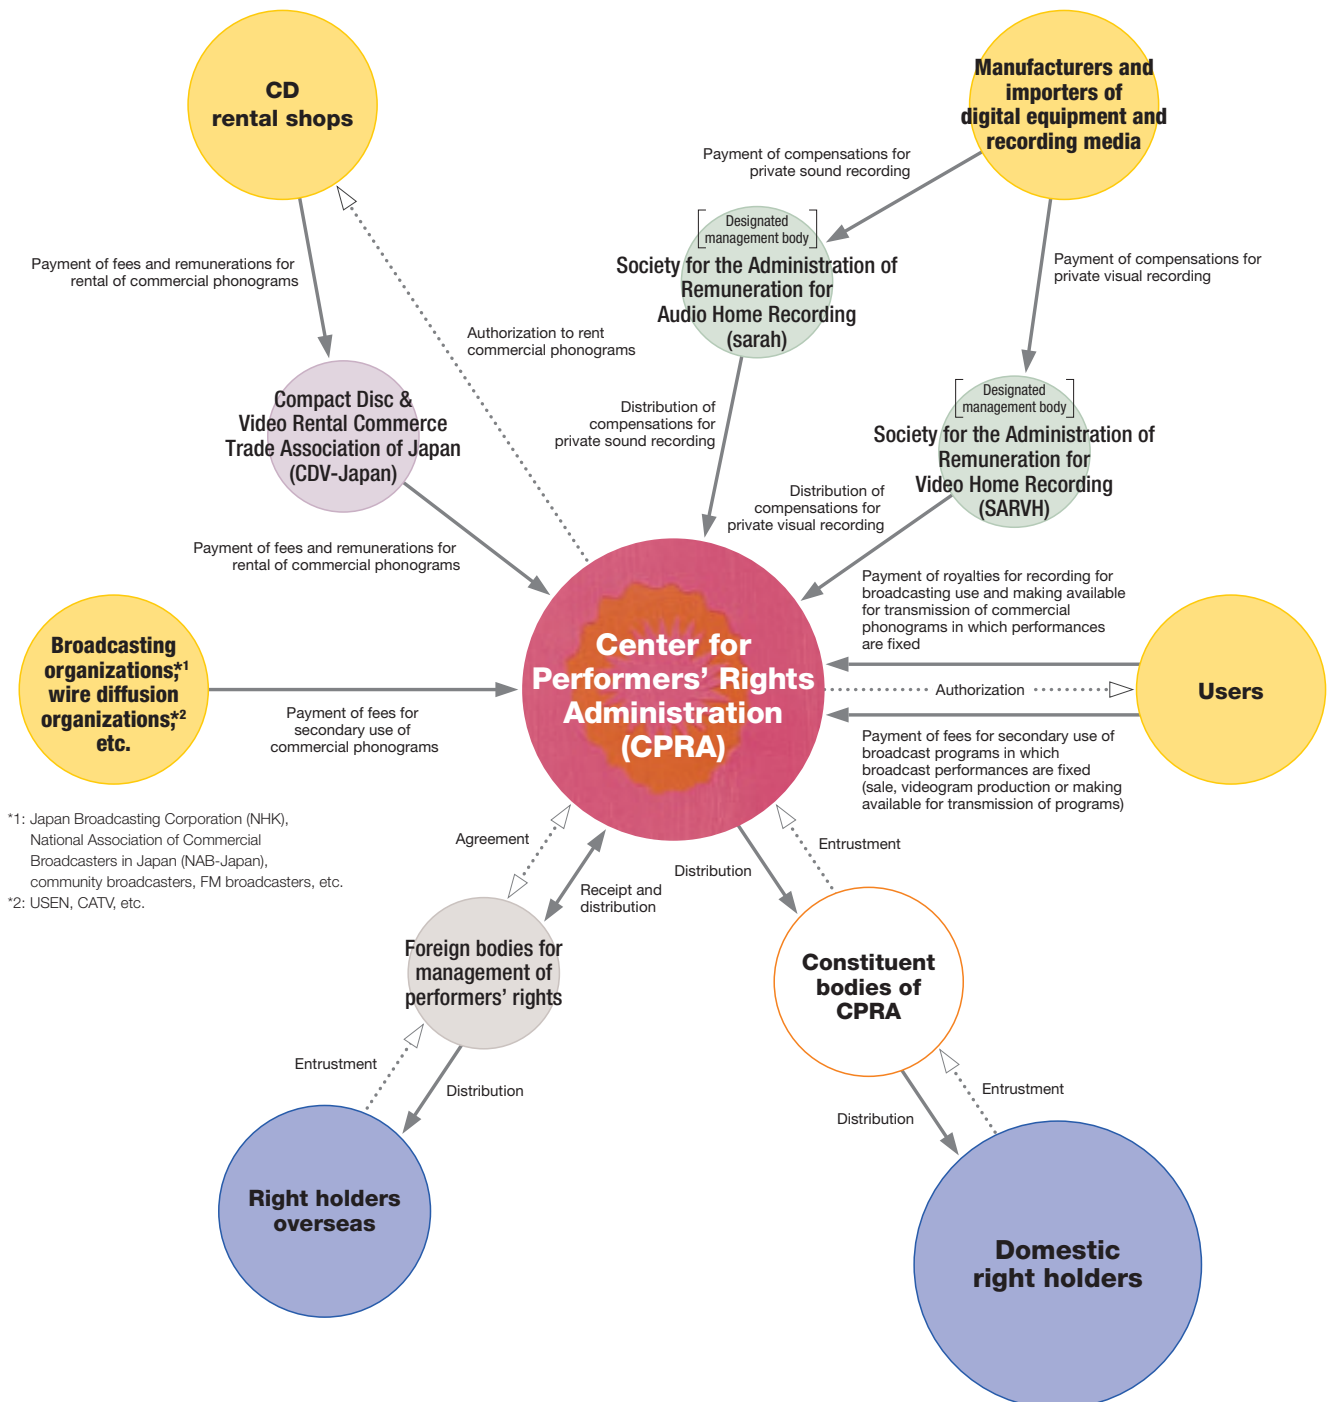 CD
rental shops
Manufacturers and
importers of
digital equipment and
recording media
Payment of compensations for
private sound recording
Designated
management body
Society for the Administration of
Remuneration for
Audio Home Recording
(sarah)
Payment of compensations for
private visual recording
Payment of fees and remunerations for
rental of commercial phonograms
Authorization to rent
commercial phonograms
Compact Disc &
Video Rental Commerce
Trade Association of Japan
(CDV-Japan)
Distribution of
compensations for
private sound recording
Designated
management body
Society for the Administration of
Remuneration for
Video Home Recording
(SARVH)
Distribution of
compensations for
private visual recording
Payment of fees and remunerations for
rental of commercial phonograms
Payment of royalties for recording for
broadcasting use and making available
for transmission of commercial
phonograms in which performances
are fixed
Broadcasting
organizations,*1
wire diffusion
organizations,*2
etc.
Payment of fees for
secondary use of
commercial phonograms
Center for
Performers’ Rights
Administration
(CPRA)
Authorization
Users
Payment of fees for secondary use of
broadcast programs in which
broadcast performances are fixed
(sale, videogram production or making
available for transmission of programs)
*1: Japan Broadcasting Corporation (NHK),
National Association of Commercial
Broadcasters in Japan (NAB-Japan),
community broadcasters, FM broadcasters, etc.
*2: USEN, CATV, etc.
Agreement
Receipt and
distribution
Distribution
Entrustment
Foreign bodies for
management of
performers’ rights
Constituent
bodies of
CPRA
Entrustment
Distribution
Entrustment
Distribution
Right holders
overseas
Domestic
right holders